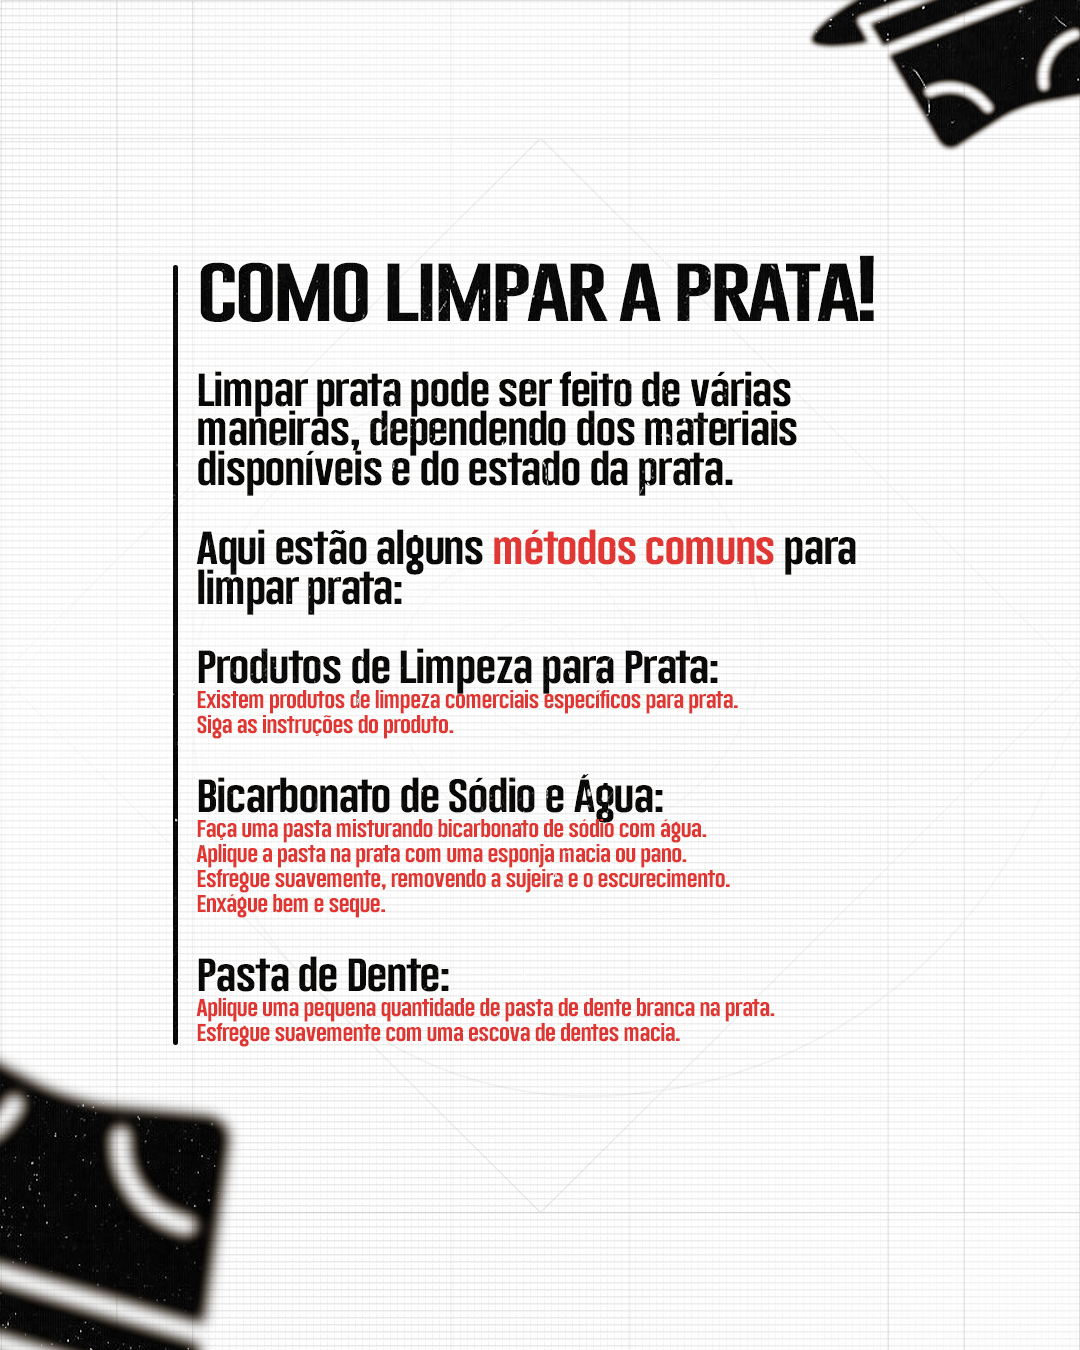 COMO LIMPAR A PRATA!
Limpar prata pode ser feito de várias
maneiras, dependendo dos materiais
disponíveis e do estado da prata.
Aqui estão alguns métodos comuns para
limpar prata:
Produtos de Limpeza para Prata:
Existem produtos de limpeza comerciais específicos para prata.
Siga as instruções do produto.
Bicarbonato de Sódio e Água:
Faça uma pasta misturando bicarbonato de sódio com água.
Aplique a pasta na prata com uma esponja macia ou pano.
Esfregue suavemente, removendo a sujeira e o escurecimento.
Enxágue bem e seque.
Pasta de Dente:
Aplique uma pequena quantidade de pasta de dente branca na prata.
Esfregue suavemente com uma escova de dentes macia.